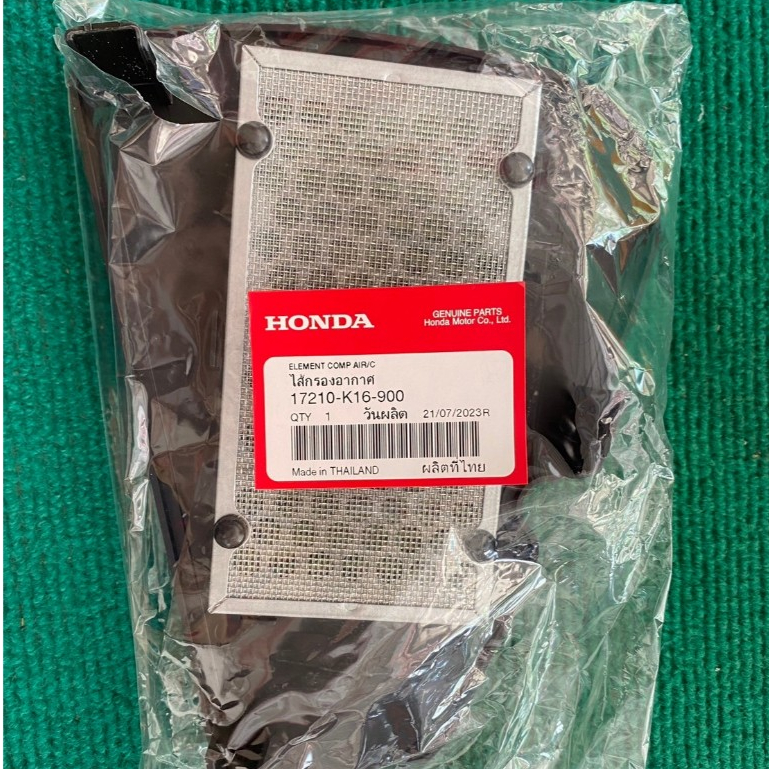 HONDA
GENUINE PARTS
Honda Motor Co., Ltd.
ELEMENT COMP AIR/C
ไส้กรองอากาศ
17210-K16-900
QTY 1 วันผลิต 21/07/2023R
Made in THAILAND ผลิตที่ไทย